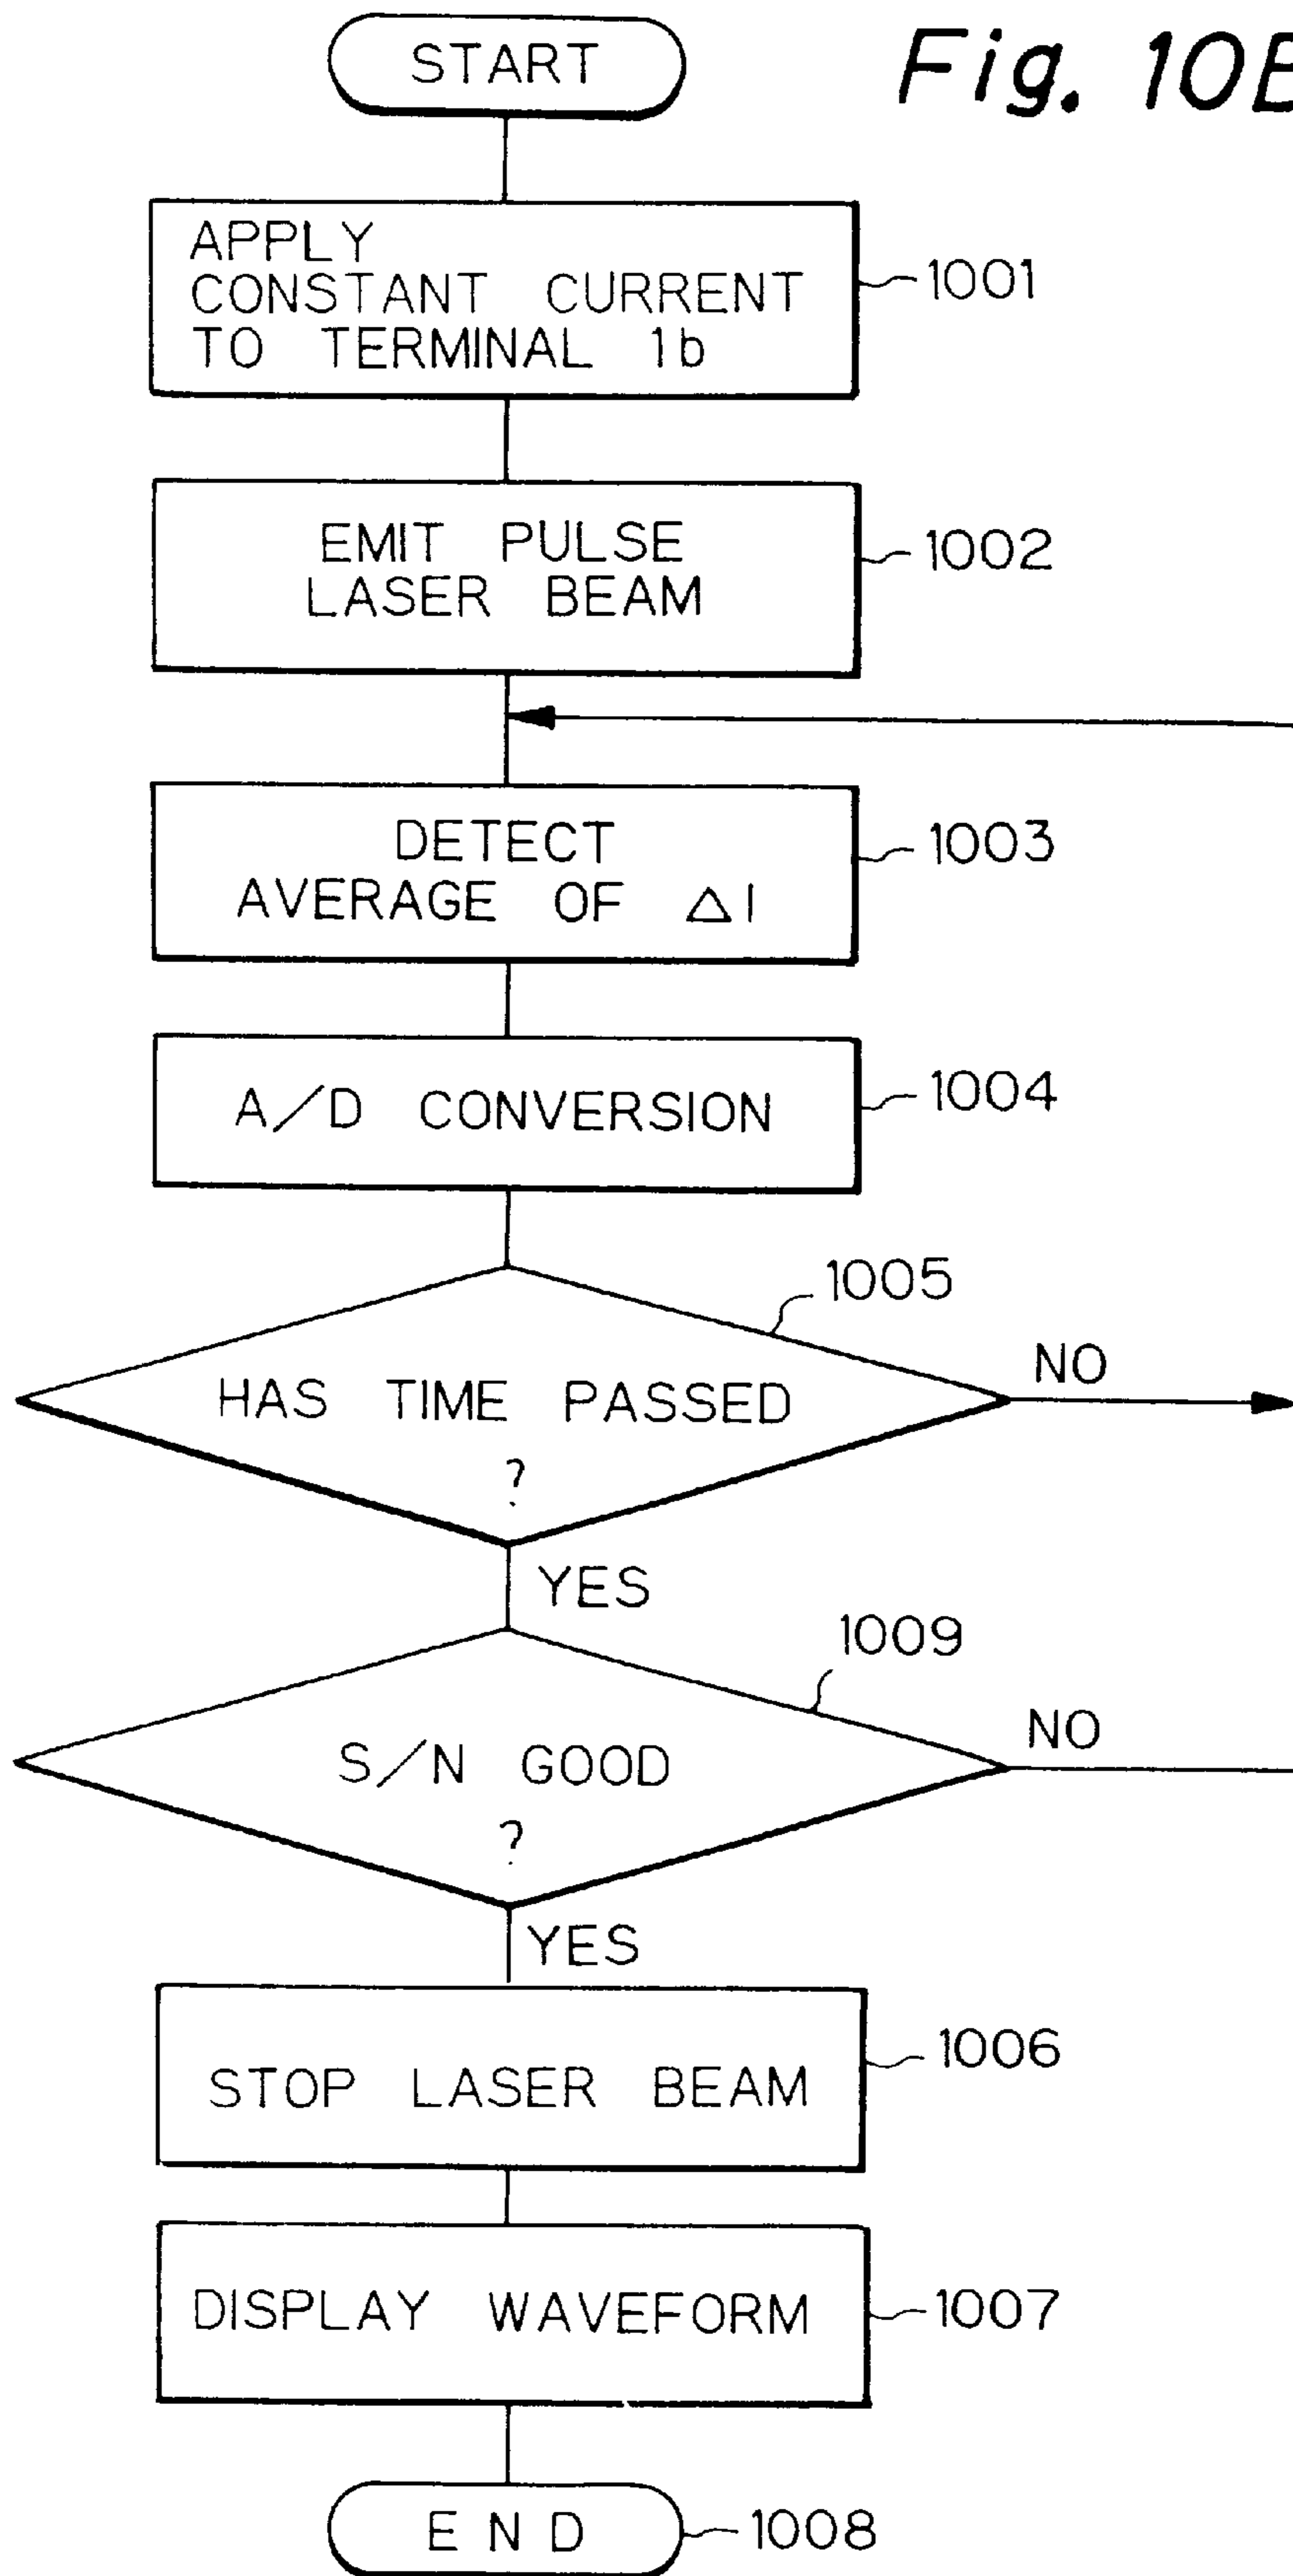 START
Fig. 10B
APPLY
CONSTANT CURRENT
TO TERMINAL 1b
1001
EMIT PULSE
LASER BEAM
1002
DETECT
AVERAGE OF △I
1003
A/D CONVERSION
1004
1005
HAS TIME PASSED
?
NO
YES
1009
S/N GOOD
?
NO
YES
STOP LASER BEAM
1006
DISPLAY WAVEFORM
1007
END
1008